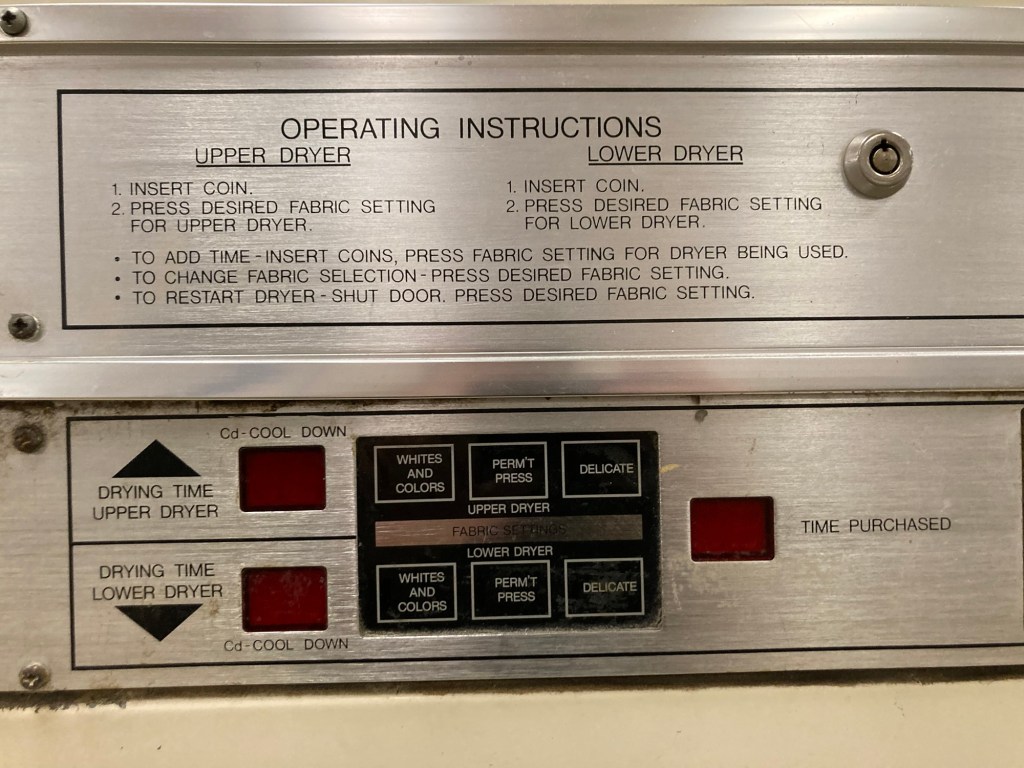 OPERATING INSTRUCTIONS
UPPER DRYER
1. INSERT COIN.
2. PRESS DESIRED FABRIC SETTING
FOR UPPER DRYER.
LOWER DRYER
1. INSERT COIN.
2. PRESS DESIRED FABRIC SETTING
FOR LOWER DRYER.
• TO ADD TIME - INSERT COINS, PRESS FABRIC SETTING FOR DRYER BEING USED.
• TO CHANGE FABRIC SELECTION - PRESS DESIRED FABRIC SETTING.
• TO RESTART DRYER - SHUT DOOR. PRESS DESIRED FABRIC SETTING.
Cd-COOL DOWN
DRYING TIME
UPPER DRYER
DRYING TIME
LOWER DRYER
Cd-COOL DOWN
WHITES
AND
COLORS
PERM'T
PRESS
DELICATE
UPPER DRYER
FABRIC SETTINGS
LOWER DRYER
WHITES
AND
COLORS
PERM'T
PRESS
DELICATE
TIME PURCHASED